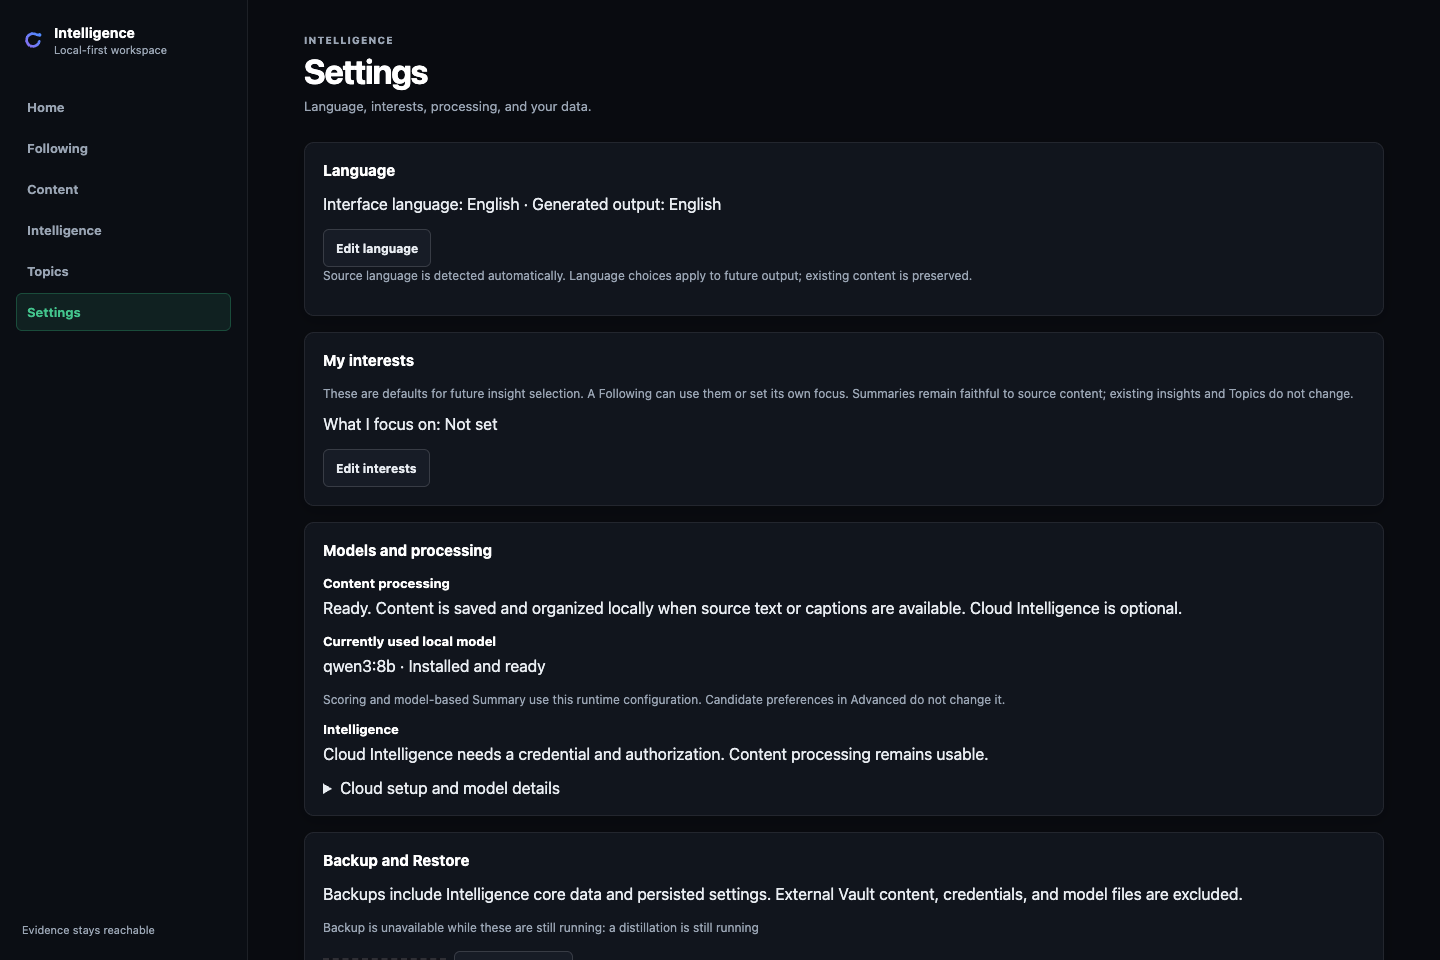 Intelligence
Local-first workspace
Home
Following
Content
Intelligence
Topics
Settings
Evidence stays reachable
INTELLIGENCE
Settings
Language, interests, processing, and your data.
Language
Interface language: English · Generated output: English
Edit language
Source language is detected automatically. Language choices apply to future output; existing content is preserved.
My interests
These are defaults for future insight selection. A Following can use them or set its own focus. Summaries remain faithful to source content; existing insights and Topics do not change.
What I focus on: Not set
Edit interests
Models and processing
Content processing
Ready. Content is saved and organized locally when source text or captions are available. Cloud Intelligence is optional.
Currently used local model
qwen3:8b · Installed and ready
Scoring and model-based Summary use this runtime configuration. Candidate preferences in Advanced do not change it.
Intelligence
Cloud Intelligence needs a credential and authorization. Content processing remains usable.
Cloud setup and model details
Backup and Restore
Backups include Intelligence core data and persisted settings. External Vault content, credentials, and model files are excluded.
Backup is unavailable while these are still running: a distillation is still running